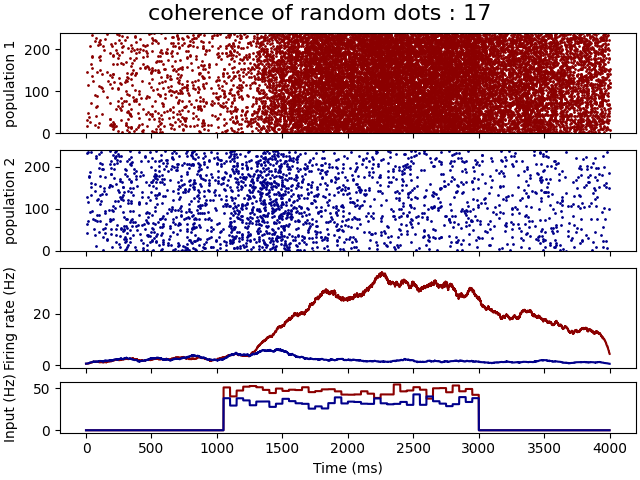 coherence of random dots : 17
population 1
200
100
0
population 2
200
100
0
Firing rate (Hz)
20
0
Input (Hz)
50
0
0 500 1000 1500 2000 2500 3000 3500 4000
Time (ms)